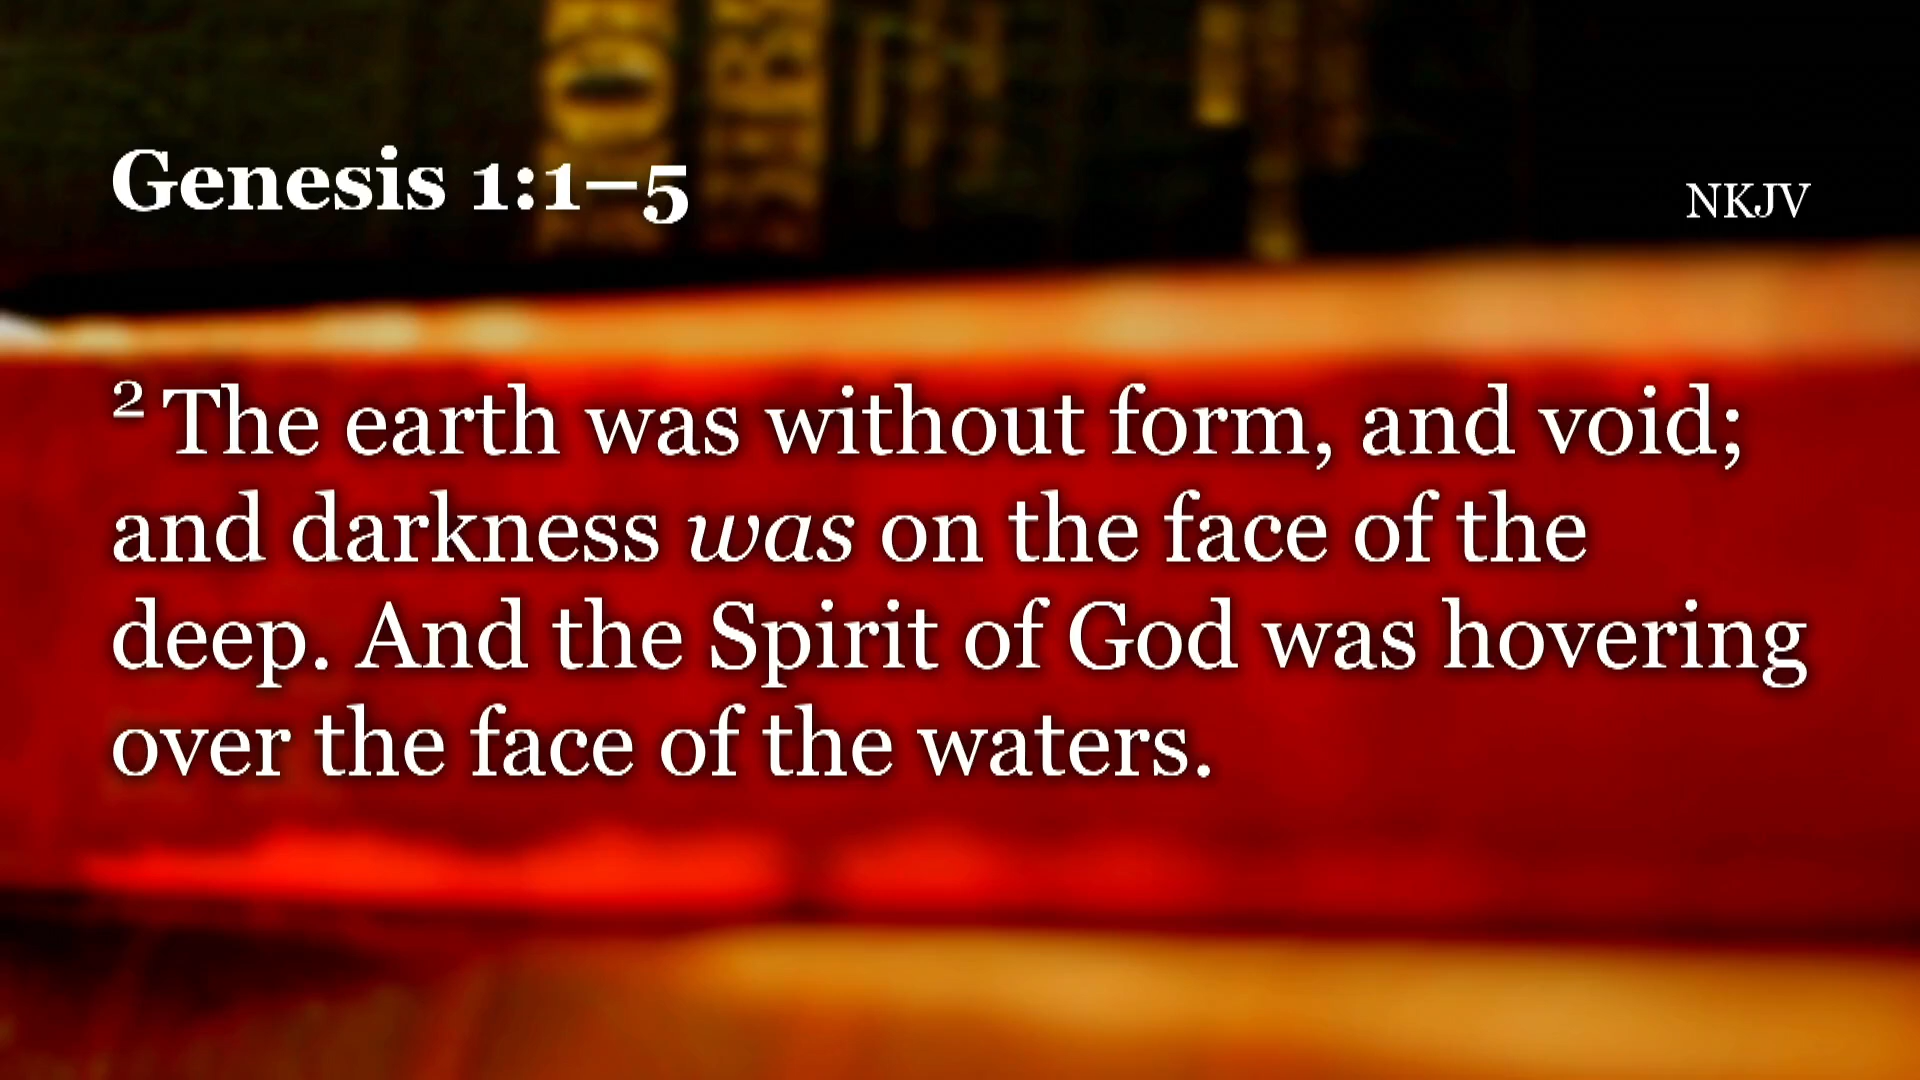 Genesis 1:1–5
NKJV
2 The earth was without form, and void;
and darkness was on the face of the
deep. And the Spirit of God was hovering
over the face of the waters.